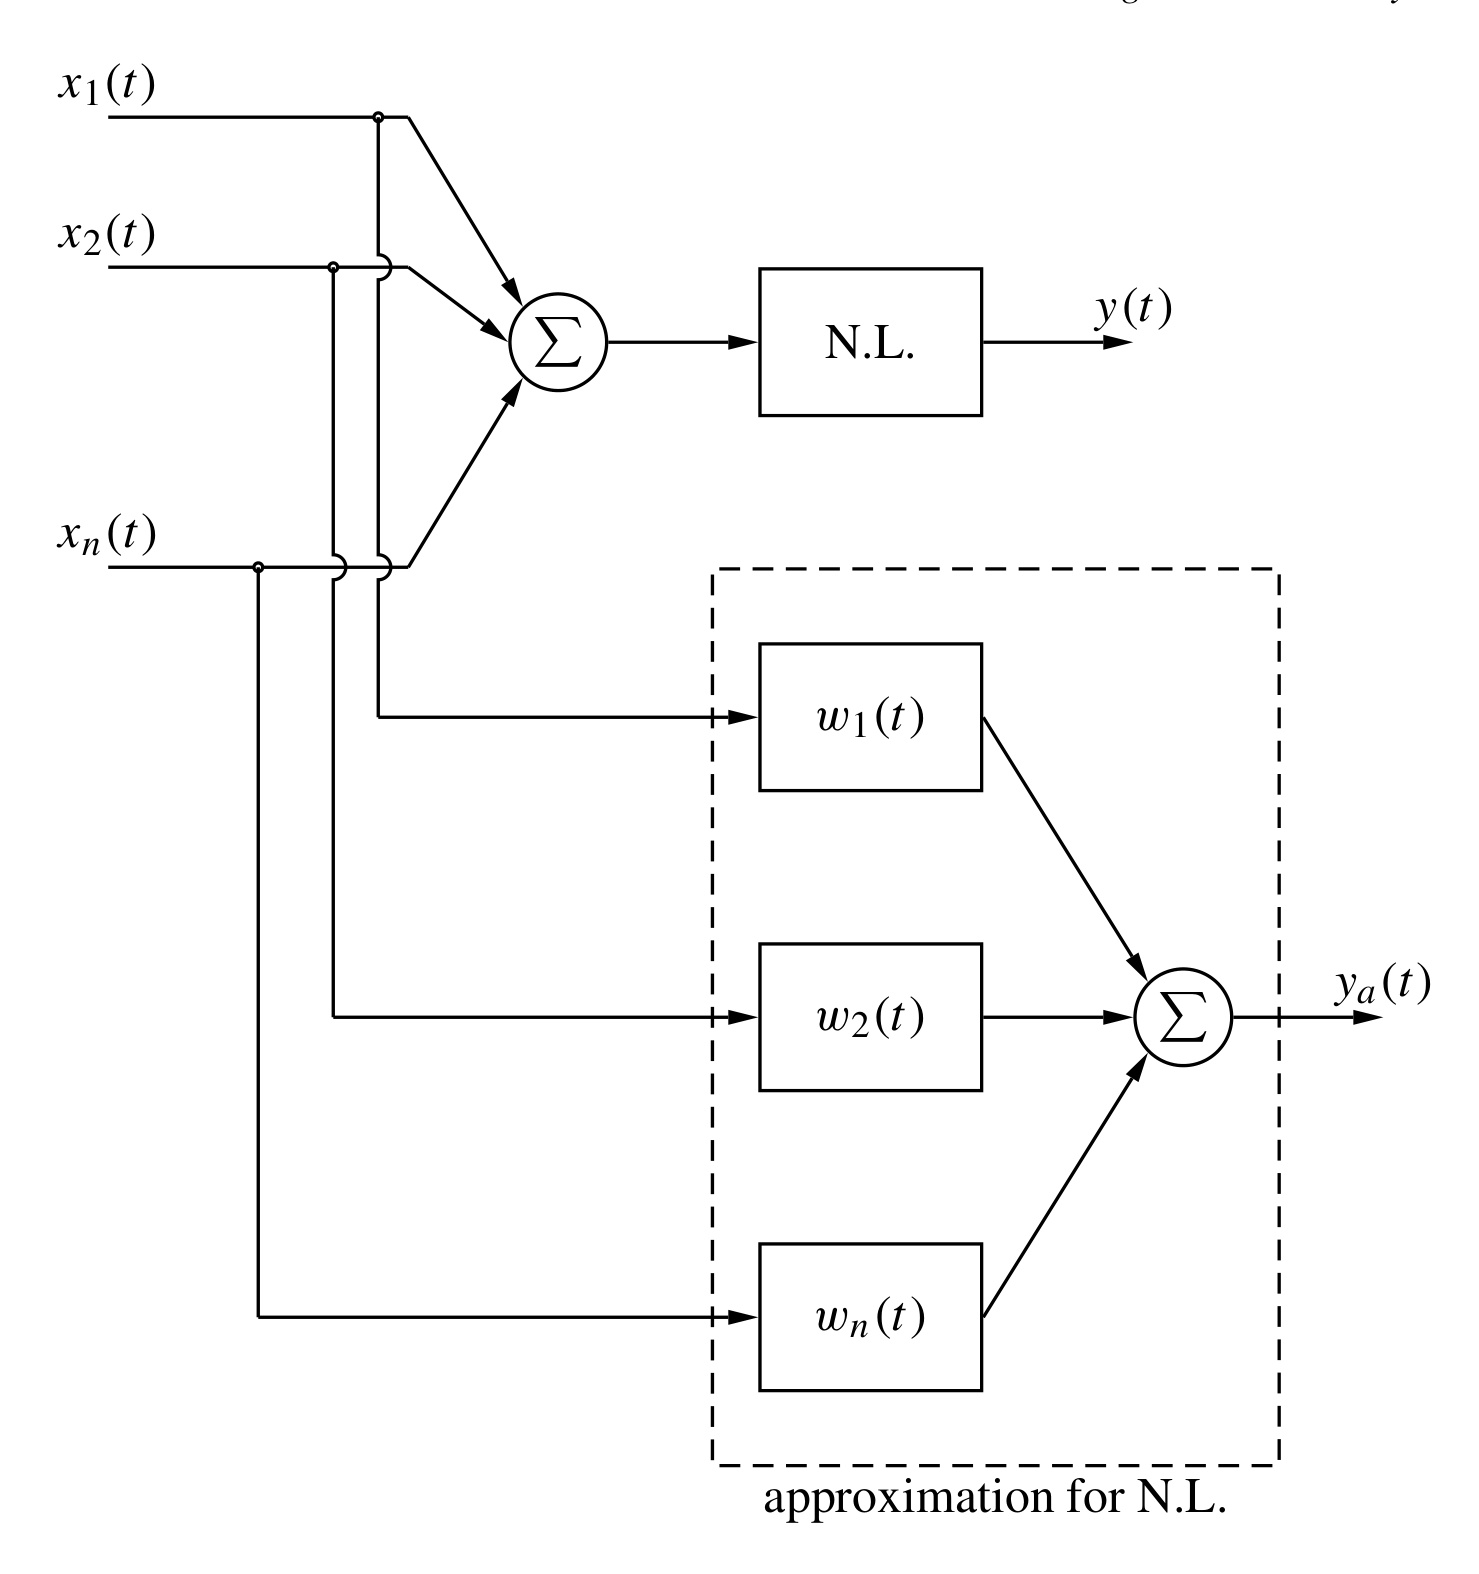 x₁(t)
x₂(t)
Σ
N.L.
y(t)
xₙ(t)
w₁(t)
w₂(t)
Σ
yₐ(t)
wₙ(t)
approximation for N.L.